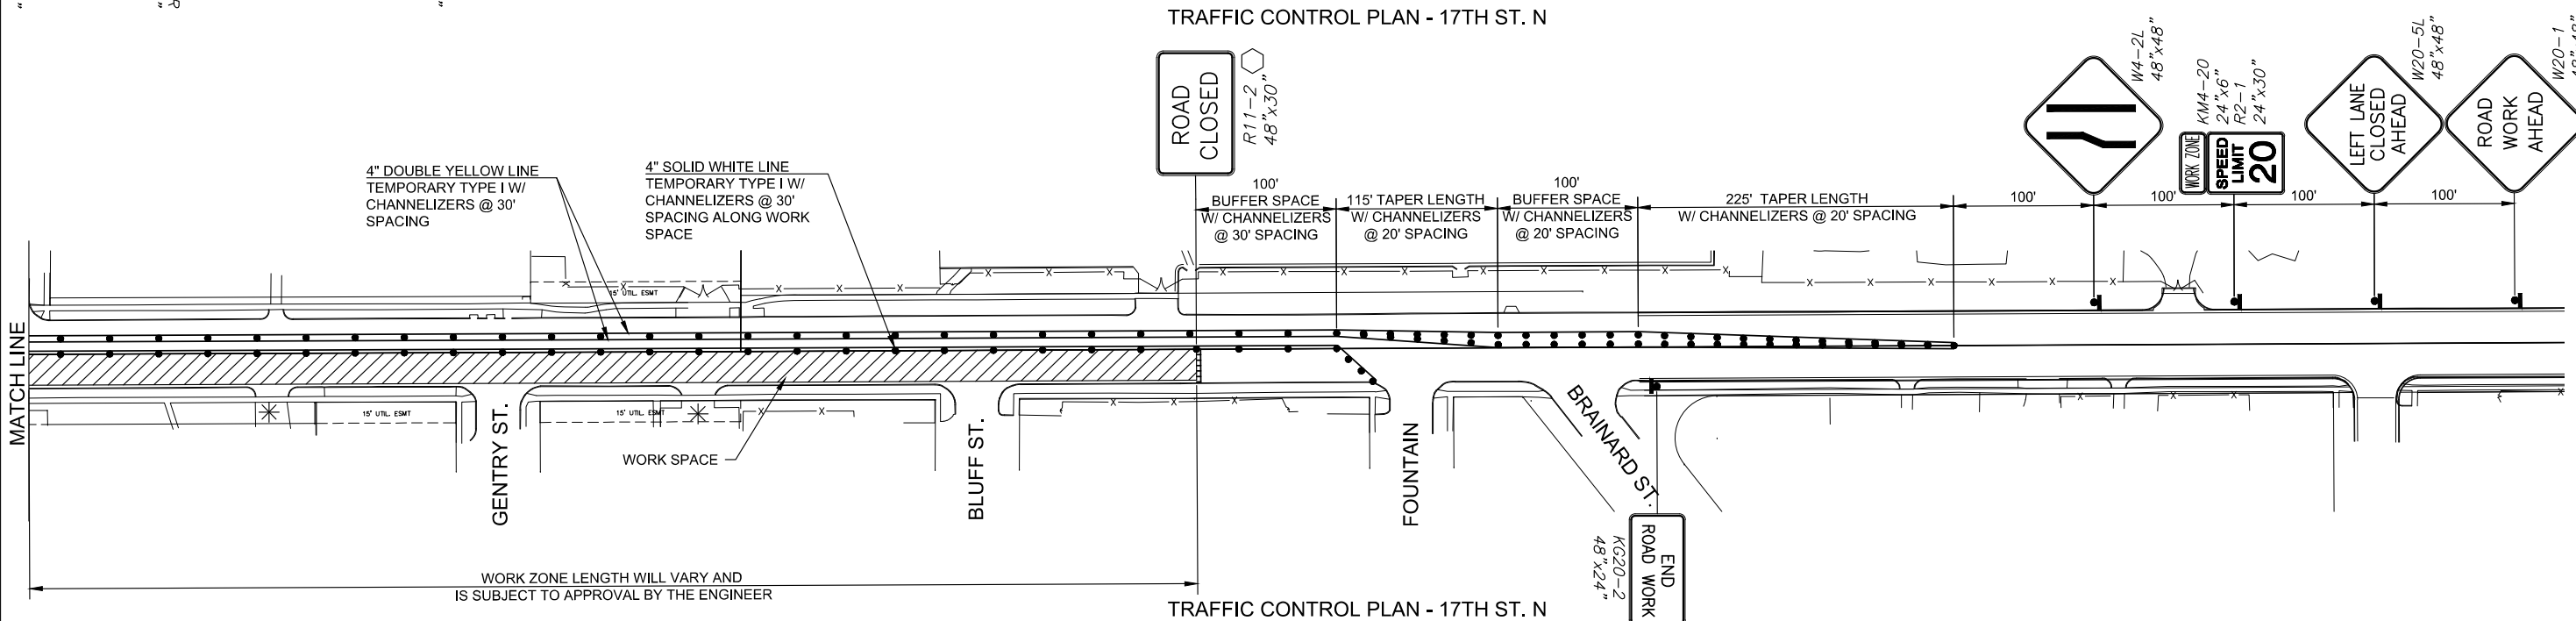 TRAFFIC CONTROL PLAN - 17TH ST. N
ROAD
CLOSED
R11-2
48"x30"
W4-2L
48"x48"
WORK ZONE
SPEED
LIMIT
20
KM4-20
24"x6"
R2-1
24"x30"
LEFT LANE
CLOSED
AHEAD
W20-5L
48"x48"
ROAD
WORK
AHEAD
W20-1
4" DOUBLE YELLOW LINE
TEMPORARY TYPE I W/
CHANNELIZERS @ 30'
SPACING
4" SOLID WHITE LINE
TEMPORARY TYPE I W/
CHANNELIZERS @ 30'
SPACING ALONG WORK
SPACE
100'
BUFFER SPACE
W/ CHANNELIZERS
@ 30' SPACING
115' TAPER LENGTH
W/ CHANNELIZERS
@ 20' SPACING
100'
BUFFER SPACE
W/ CHANNELIZERS
@ 20' SPACING
225' TAPER LENGTH
W/ CHANNELIZERS @ 20' SPACING
100'
100'
100'
100'
15' UTIL. ESMT
MATCH LINE
15' UTIL. ESMT
15' UTIL. ESMT
GENTRY ST.
WORK SPACE
BLUFF ST.
FOUNTAIN
BRAINARD ST.
END
ROAD WORK
KG20-2
48"x24"
WORK ZONE LENGTH WILL VARY AND
IS SUBJECT TO APPROVAL BY THE ENGINEER
TRAFFIC CONTROL PLAN - 17TH ST. N